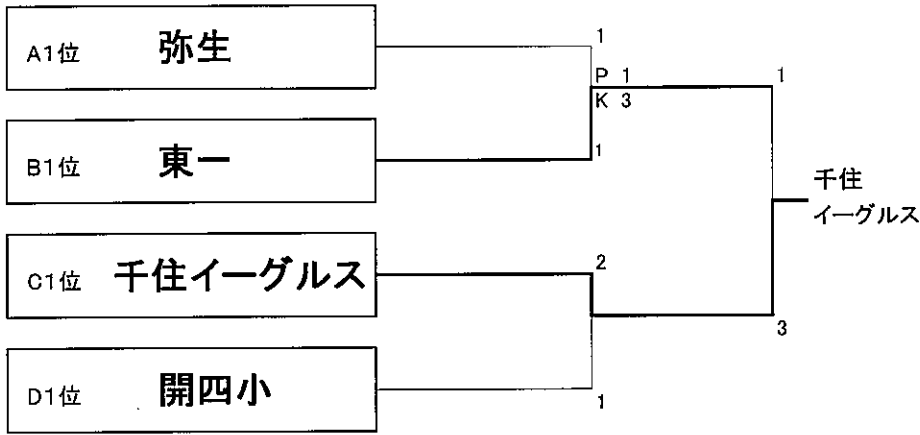 A1位 弥生
1
P 1
K 3
1
B1位 東一
1
千住
イーグルス
C1位 千住イーグルス
2
3
D1位 開四小
1